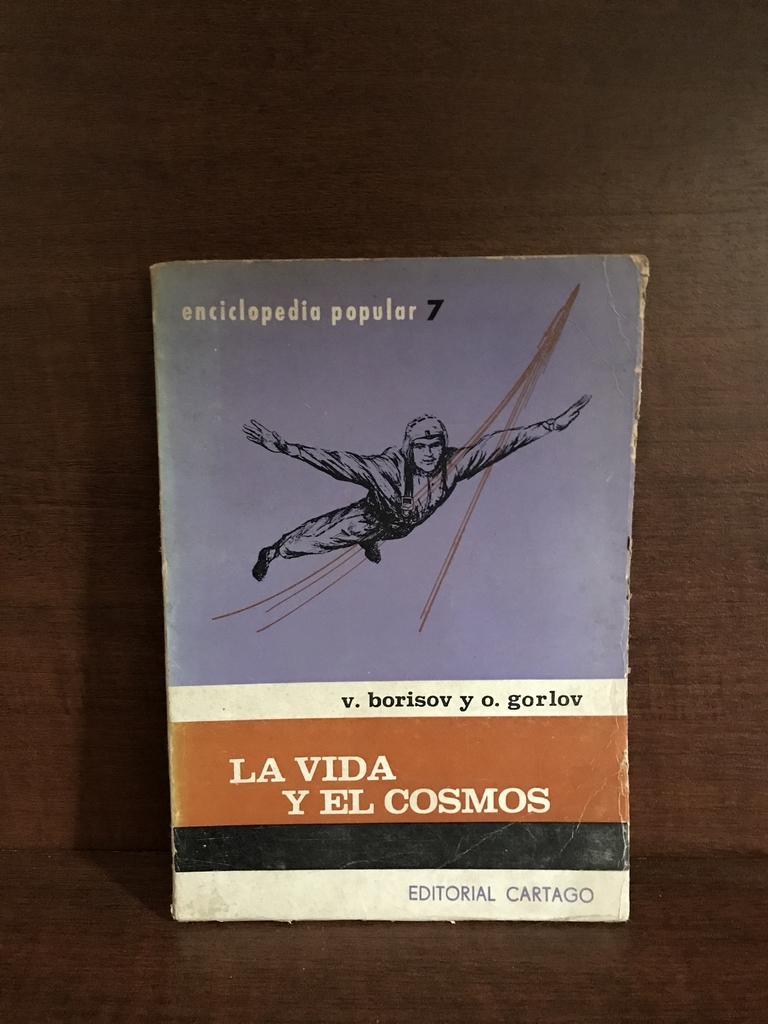 enciclopedia popular 7
v. borisov y o. gorlov
LA VIDA
Y EL COSMOS
EDITORIAL CARTAGO